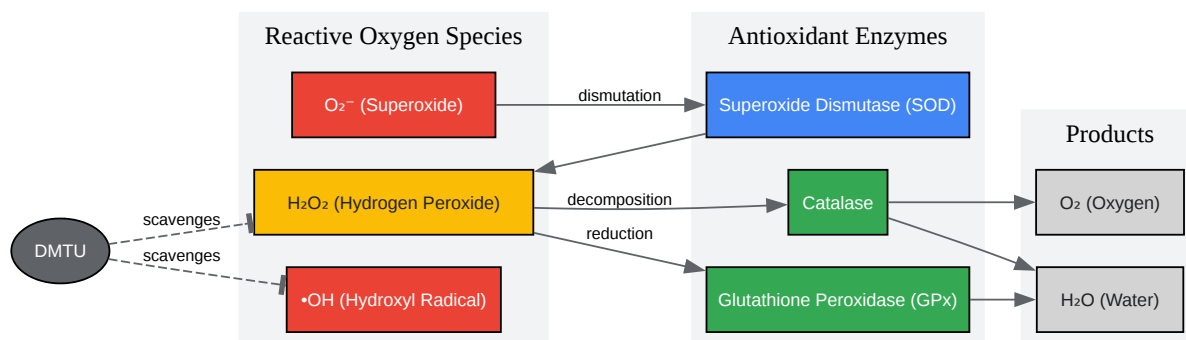 Reactive Oxygen Species
Antioxidant Enzymes
Products
O₂⁻ (Superoxide)
dismutation
Superoxide Dismutase (SOD)
H₂O₂ (Hydrogen Peroxide)
decomposition
Catalase
O₂ (Oxygen)
scavenges
reduction
DMTU
scavenges
•OH (Hydroxyl Radical)
Glutathione Peroxidase (GPx)
H₂O (Water)